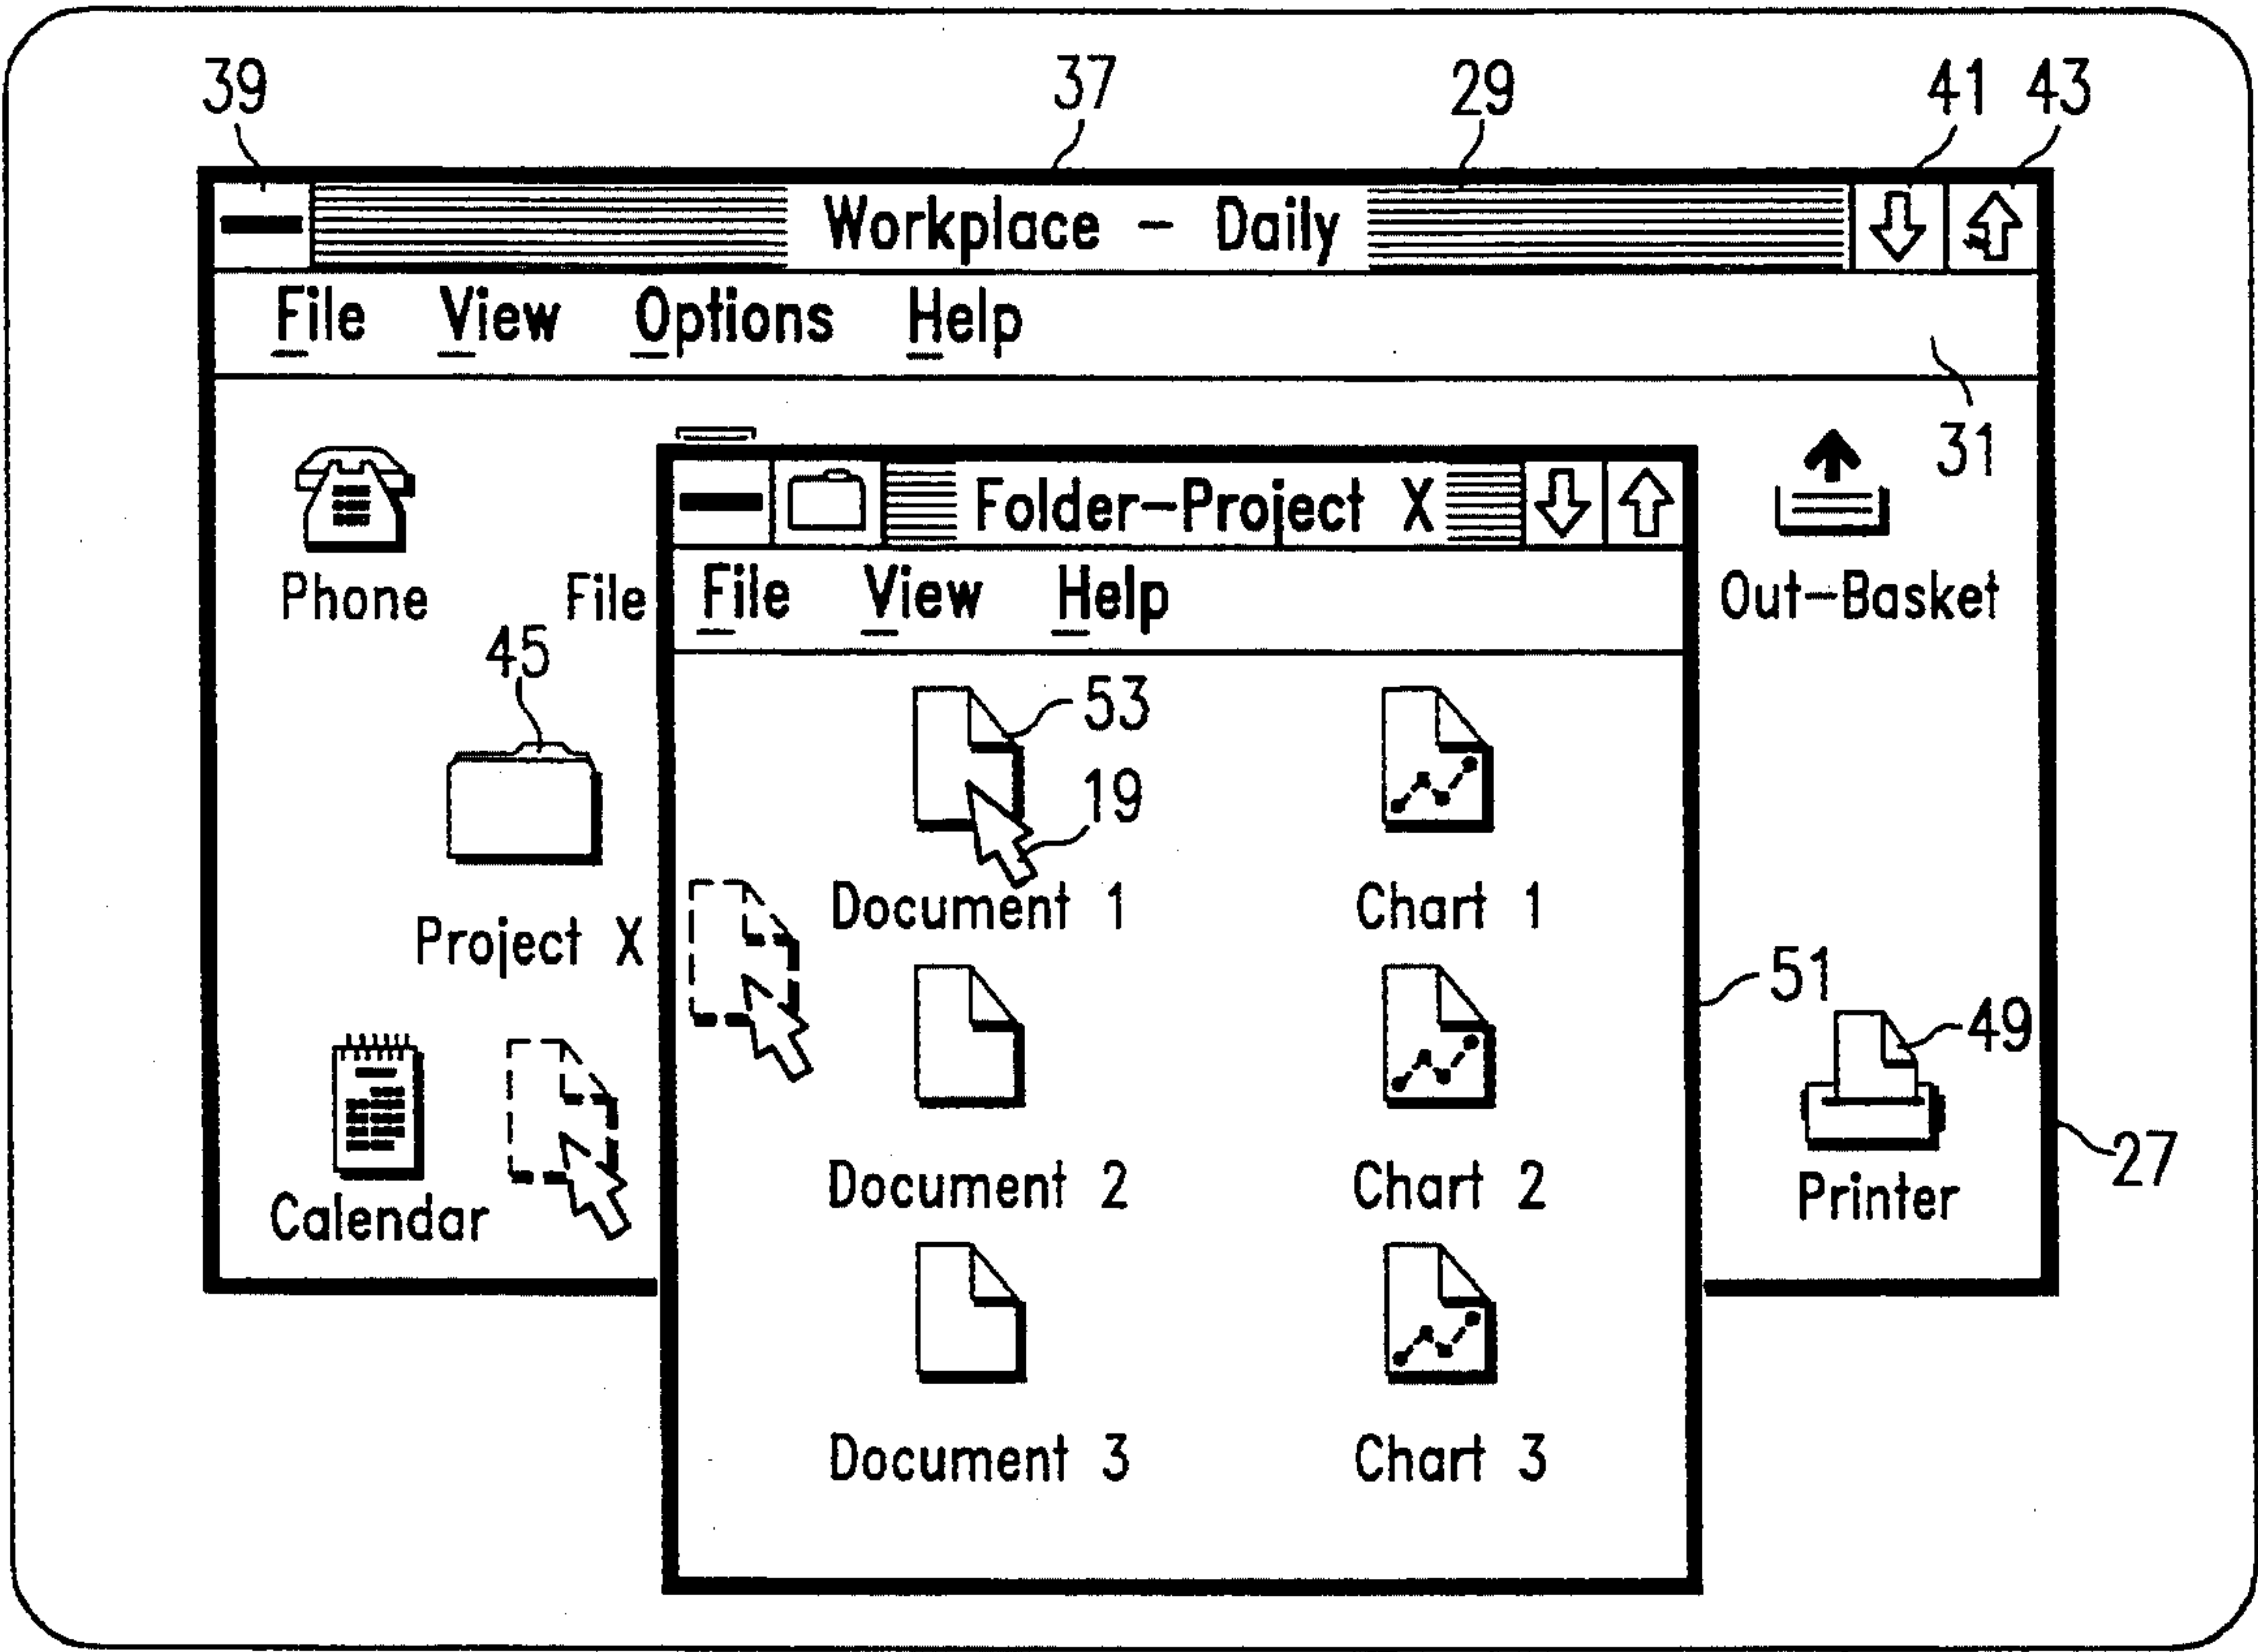 39 37 29 41 43
Workplace - Daily
File View Options Help
31
Folder-Project X
Phone File File View Help Out-Basket
45 53
19
Document 1 Chart 1
Project X
51
49
27
Calendar Document 2 Chart 2 Printer
Document 3 Chart 3